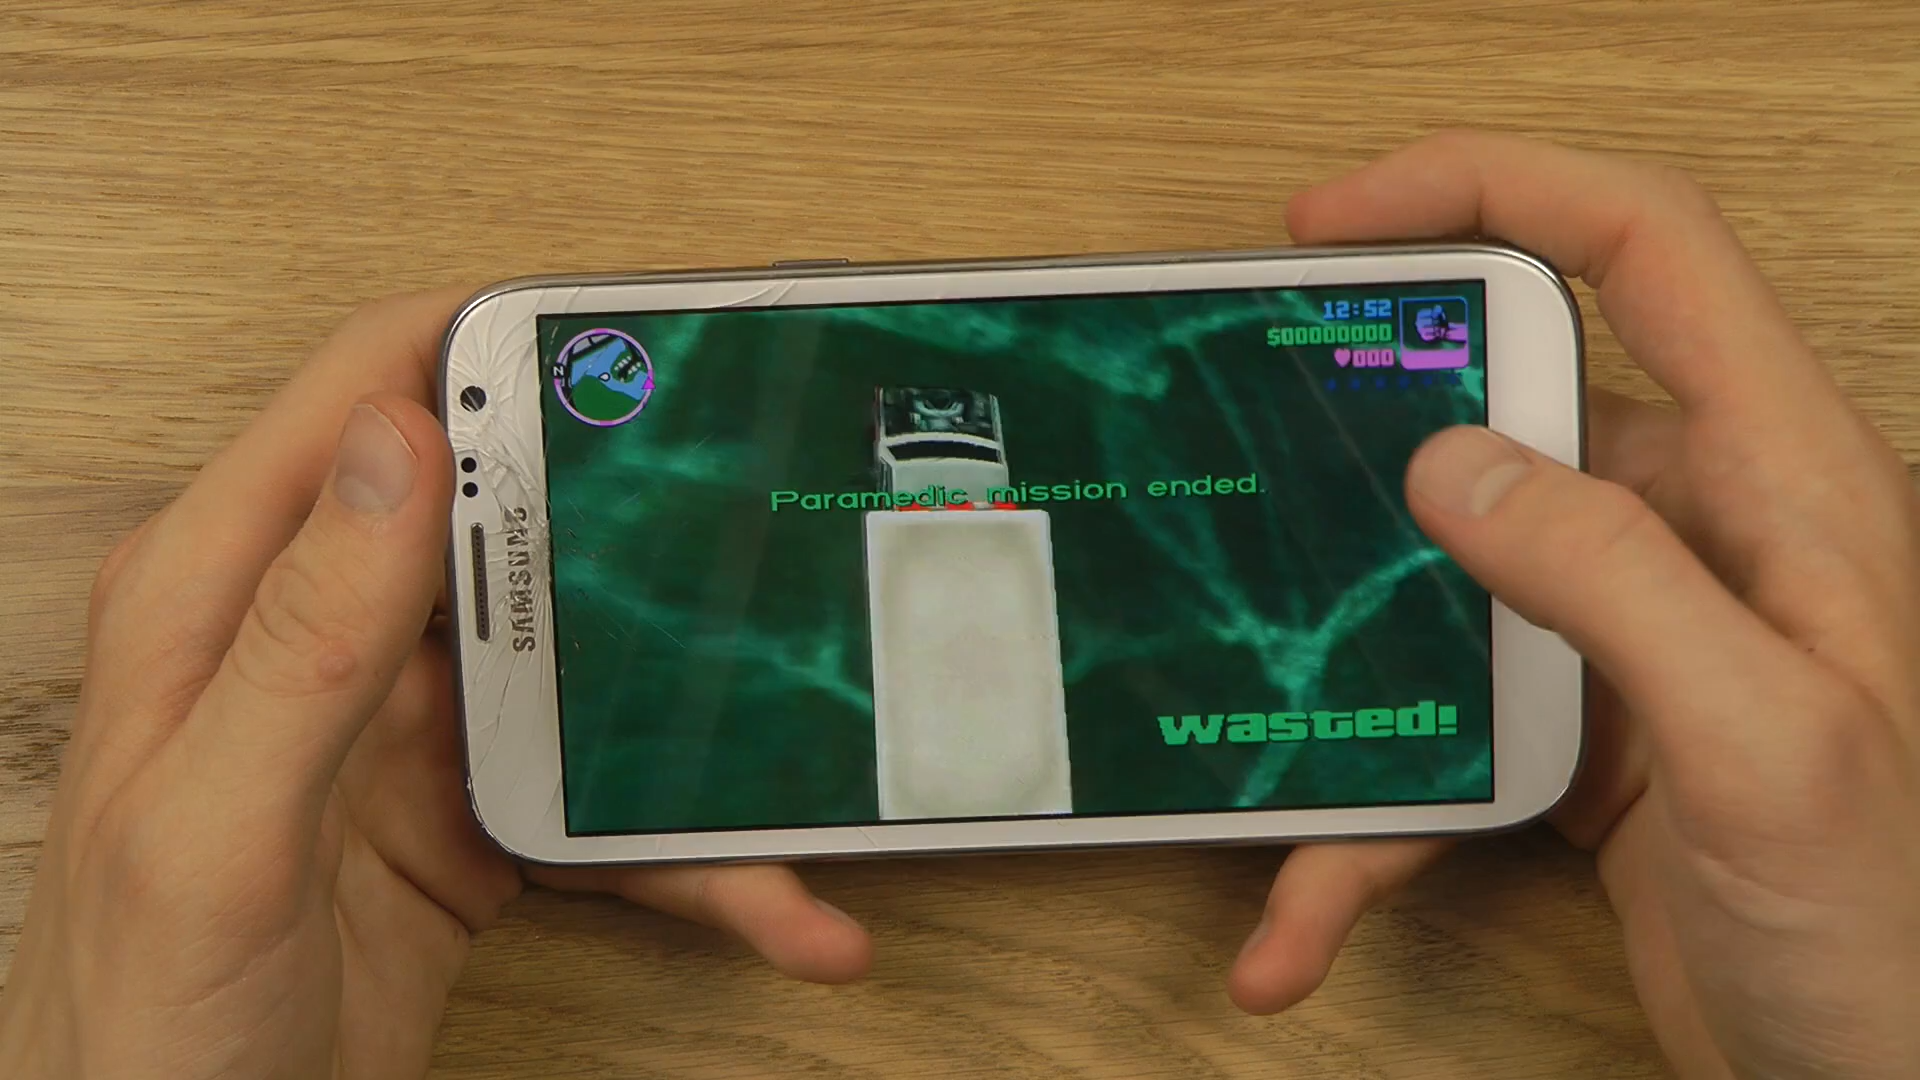 12:52
$00000000
000
N
Paramedic mission ended.
SAMSUNG
wasted!